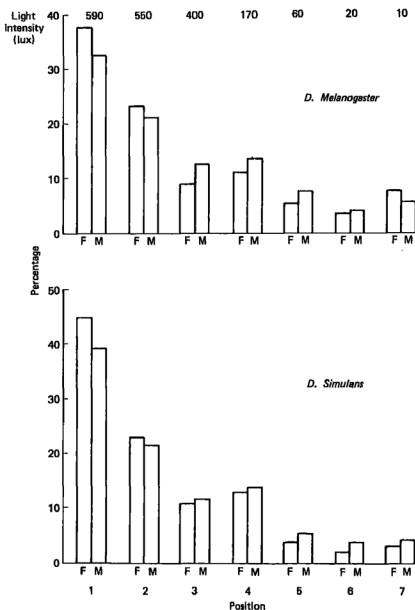 Light Intensity (lux) 590 550 400 170 60 20 10
40
30
20
10
0
D. Melanogaster
F M F M F M F M F M F M F M
Percentage
50
40
30
20
10
0
D. Simulans
F M F M F M F M F M F M F M
1 2 3 4 5 6 7
Position